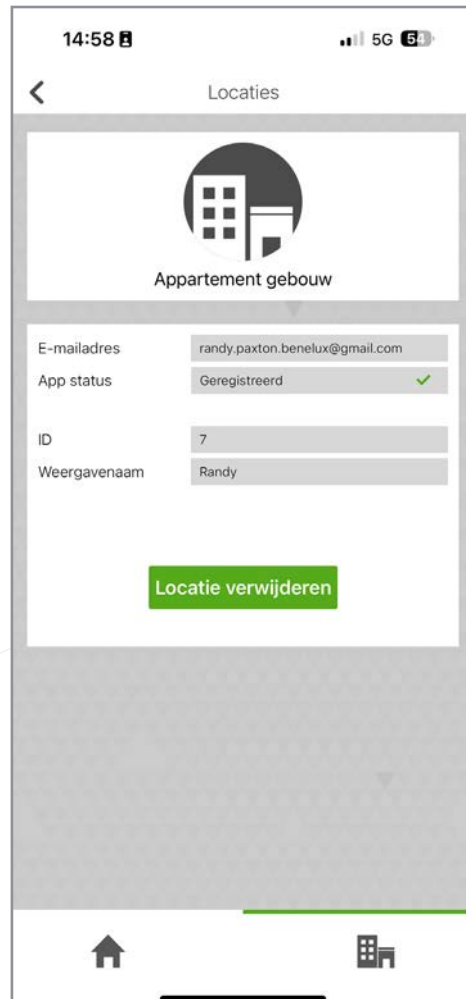 14:58
5G 54
Locaties
Appartement gebouw
E-mailadres randy.paxton.benelux@gmail.com
App status Geregistreerd
ID 7
Weergavenaam Randy
Locatie verwijderen